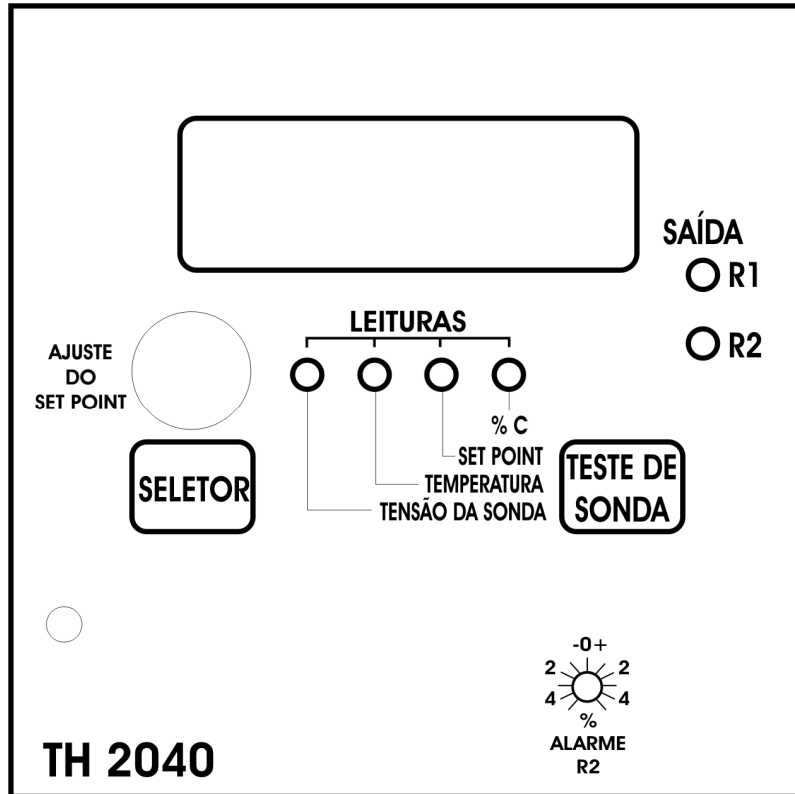 SAÍDA
R1
R2
LEITURAS
AJUSTE
DO
SET POINT
% C
SET POINT
TEMPERATURA
TENSÃO DA SONDA
SELETOR
TESTE DE
SONDA
-0+
2 2
4 4
%
ALARME
R2
TH 2040